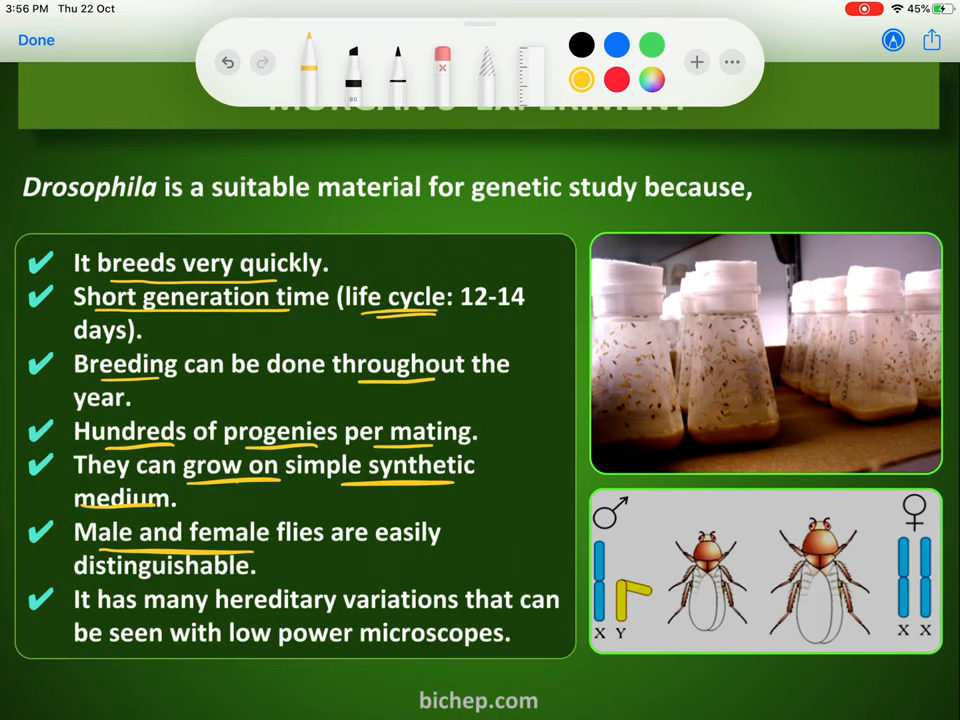 3:56 PM Thu 22 Oct
45%
Done
80
MORGAN'S EXPERIMENT
Drosophila is a suitable material for genetic study because,
✔ It breeds very quickly.
✔ Short generation time (life cycle: 12-14
days).
✔ Breeding can be done throughout the
year.
✔ Hundreds of progenies per mating.
✔ They can grow on simple synthetic
medium.
✔ Male and female flies are easily
distinguishable.
✔ It has many hereditary variations that can
be seen with low power microscopes.
♂ ♀
X Y X X
bichep.com